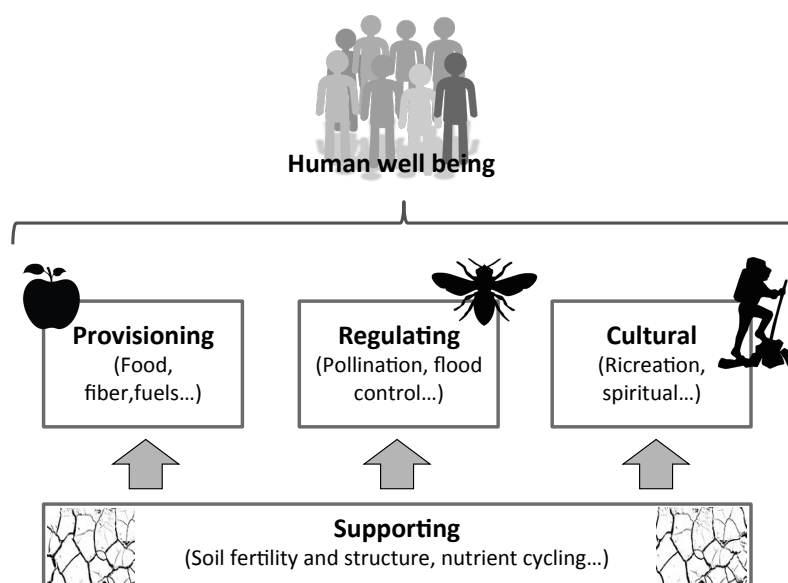 Human well being
Provisioning
(Food,
fiber,fuels...)
Regulating
(Pollination, flood
control...)
Cultural
(Ricreation,
spiritual...)
Supporting
(Soil fertility and structure, nutrient cycling...)